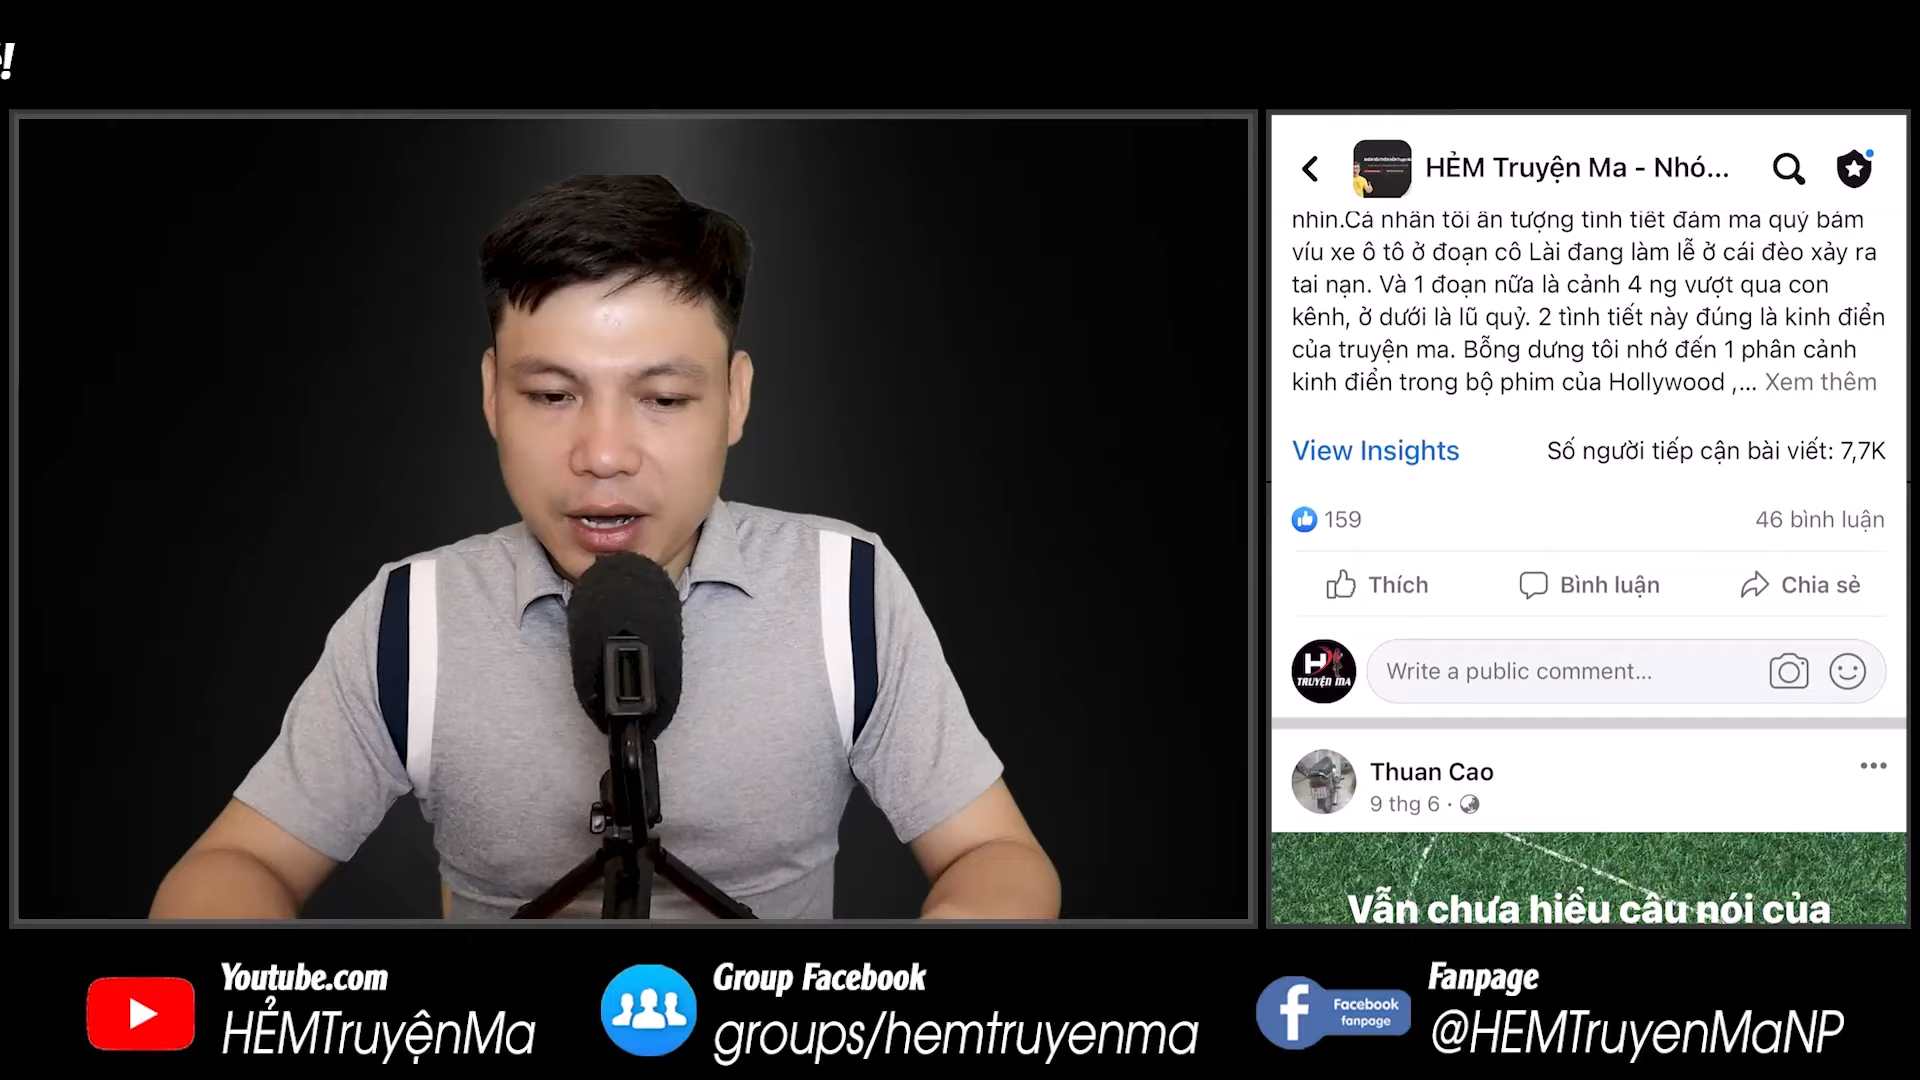 !
HẺM Truyện Ma - Nhó...
nhìn.Cá nhân tôi ấn tượng tình tiết đám ma quỷ bám
víu xe ô tô ở đoạn cô Lài đang làm lễ ở cái đèo xảy ra
tai nạn. Và 1 đoạn nữa là cảnh 4 ng vượt qua con
kênh, ở dưới là lũ quỷ. 2 tình tiết này đúng là kinh điển
của truyện ma. Bỗng dưng tôi nhớ đến 1 phân cảnh
kinh điển trong bộ phim của Hollywood ,... Xem thêm
View Insights
Số người tiếp cận bài viết: 7,7K
159
46 bình luận
Thích
Bình luận
Chia sẻ
H
TRUYỆN MA
Write a public comment...
Thuan Cao
9 thg 6 ·
Vẫn chưa hiểu câu nói của
Youtube.com
HẺMTruyệnMa
Group Facebook
groups/hemtruyenma
Facebook
fanpage
Fanpage
@HEMTruyenMaNP